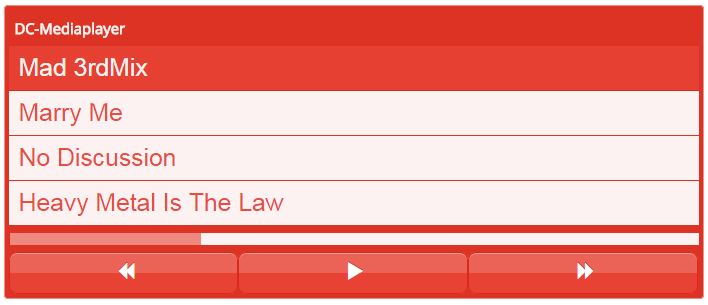 DC-Mediaplayer
Mad 3rdMix
Marry Me
No Discussion
Heavy Metal Is The Law